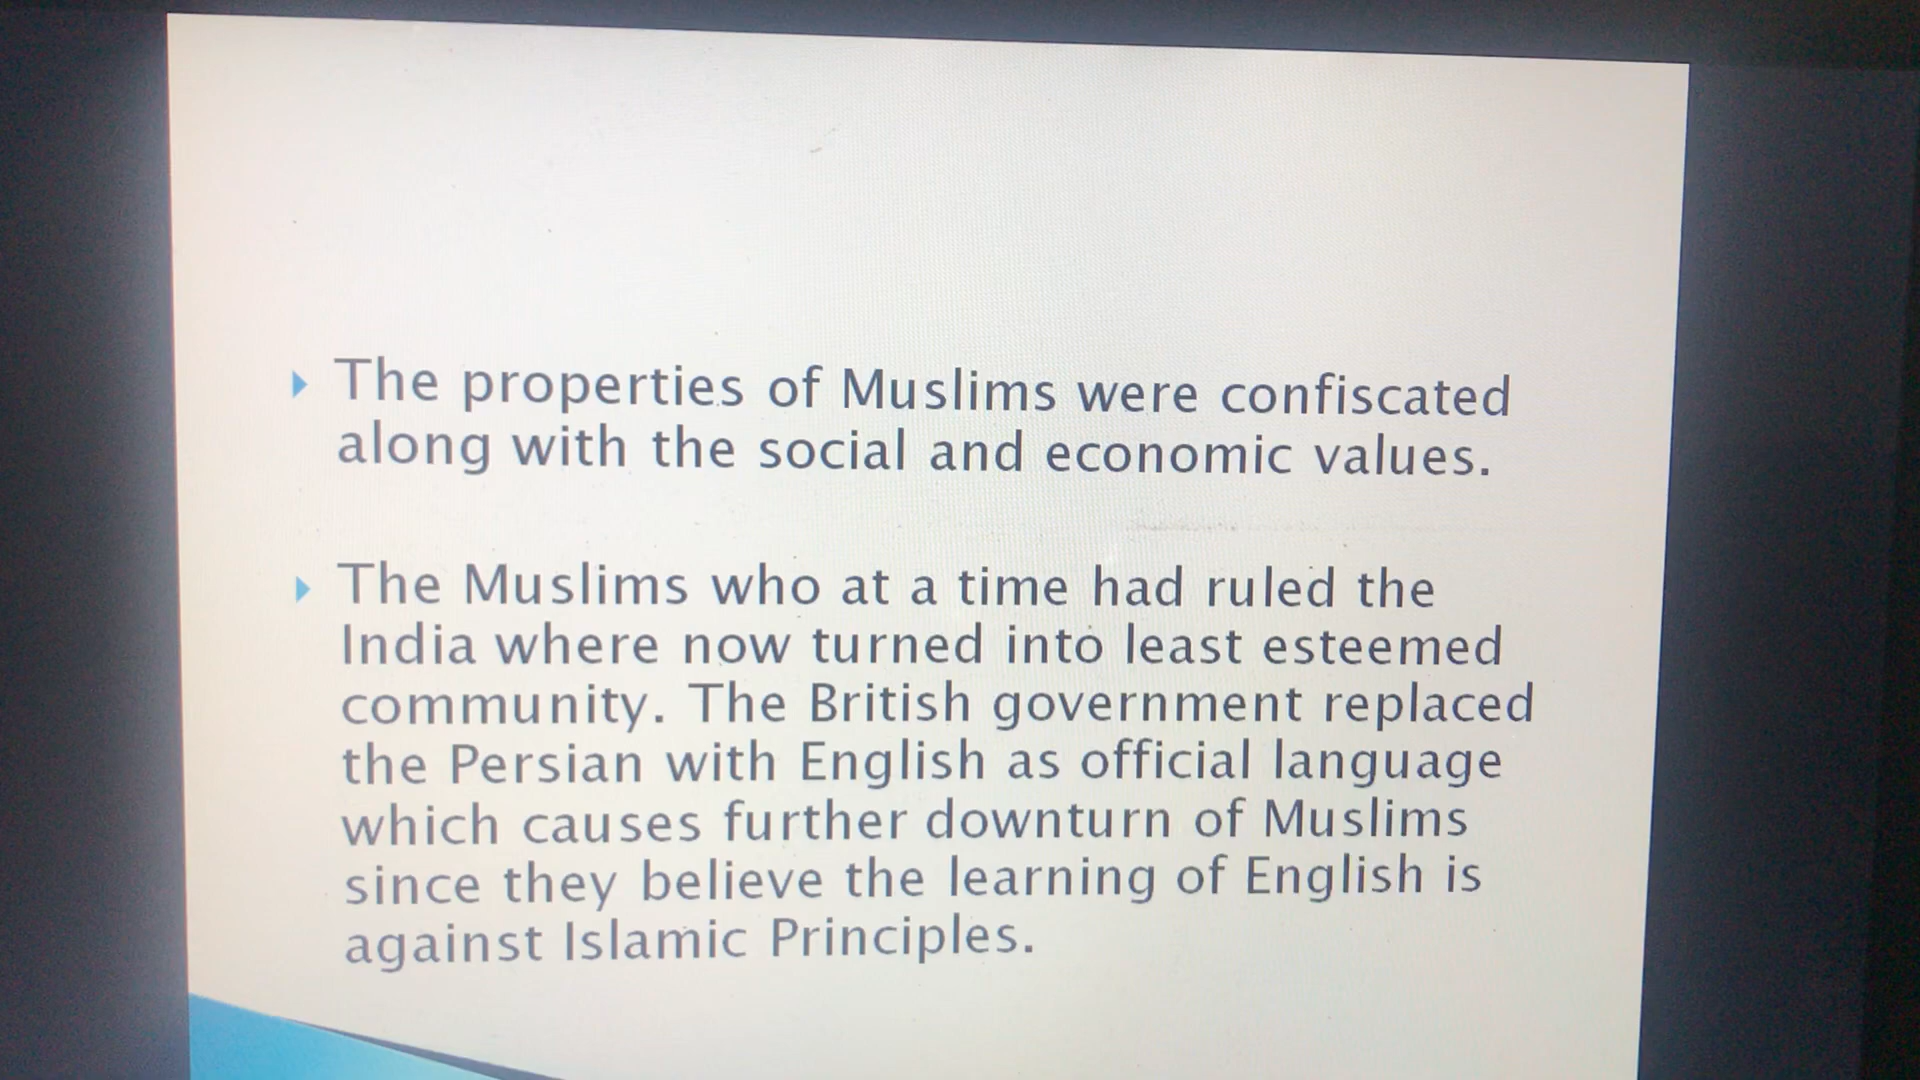 The properties of Muslims were confiscated
along with the social and economic values.
The Muslims who at a time had ruled the
India where now turned into least esteemed
community. The British government replaced
the Persian with English as official language
which causes further downturn of Muslims
since they believe the learning of English is
against Islamic Principles.